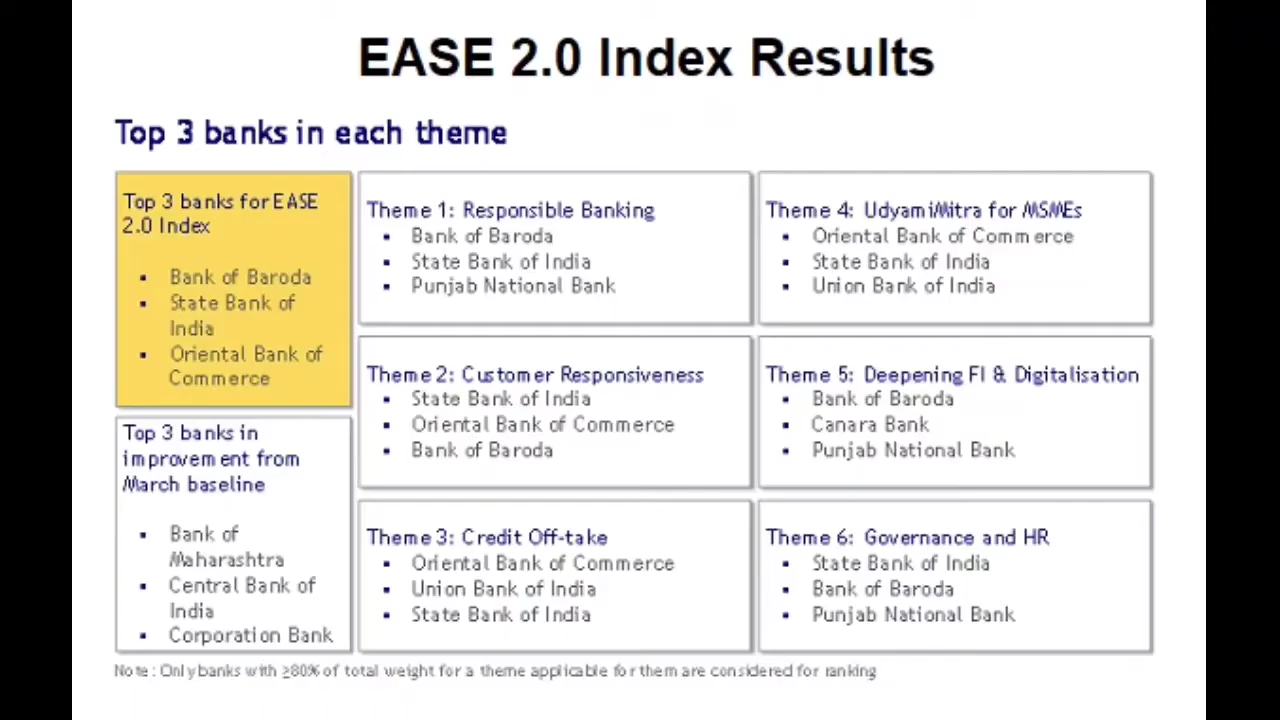 EASE 2.0 Index Results
Top 3 banks in each theme
Top 3 banks for EASE
2.0 Index
▪ Bank of Baroda
▪ State Bank of
India
▪ Oriental Bank of
Commerce
Top 3 banks in
improvement from
March baseline
▪ Bank of
Maharashtra
▪ Central Bank of
India
▪ Corporation Bank
Theme 1: Responsible Banking
▪ Bank of Baroda
▪ State Bank of India
▪ Punjab National Bank
Theme 2: Customer Responsiveness
▪ State Bank of India
▪ Oriental Bank of Commerce
▪ Bank of Baroda
Theme 3: Credit Off-take
▪ Oriental Bank of Commerce
▪ Union Bank of India
▪ State Bank of India
Theme 4: UdyamiMitra for MSMEs
▪ Oriental Bank of Commerce
▪ State Bank of India
▪ Union Bank of India
Theme 5: Deepening FI & Digitalisation
▪ Bank of Baroda
▪ Canara Bank
▪ Punjab National Bank
Theme 6: Governance and HR
▪ State Bank of India
▪ Bank of Baroda
▪ Punjab National Bank
Note: Only banks with ≥80% of total weight for a theme applicable for them are considered for ranking